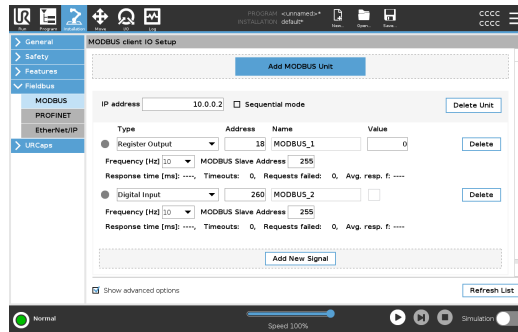 PROGRAM <unnamed>*
INSTALLATION default*
CCCC
CCCC
Run Program Installation Move I/O Log
New... Open... Save...
General
Safety
Features
Fieldbus
MODBUS
PROFINET
EtherNet/IP
URCaps
MODBUS client IO Setup
Add MODBUS Unit
IP address 10.0.0.2 Sequential mode Delete Unit
Type Address Name Value
Register Output 18 MODBUS_1 0 Delete
Frequency [Hz] 10 MODBUS Slave Address 255
Response time [ms]: ----, Timeouts: 0, Requests failed: 0, Avg. resp. f: ----
Digital Input 260 MODBUS_2 Delete
Frequency [Hz] 10 MODBUS Slave Address 255
Response time [ms]: ----, Timeouts: 0, Requests failed: 0, Avg. resp. f: ----
Add New Signal
Show advanced options Refresh List
Normal
Speed 100%
Simulation